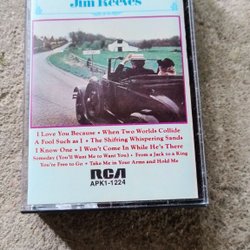 Jim Reeves
I Love You Because • When Two Worlds Collide
A Fool Such as I • The Shifting Whispering Sands
I Know One • I Won't Come While He's There
Someday (You'll Want Me to Want You) • From a Jack to a King
You're Free to Go • Take Me in Your Arms and Hold Me
RCA
APK1-1224